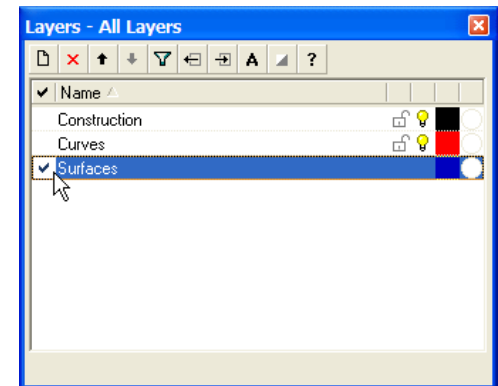 Layers - All Layers
A ?
Name
Construction
Curves
Surfaces